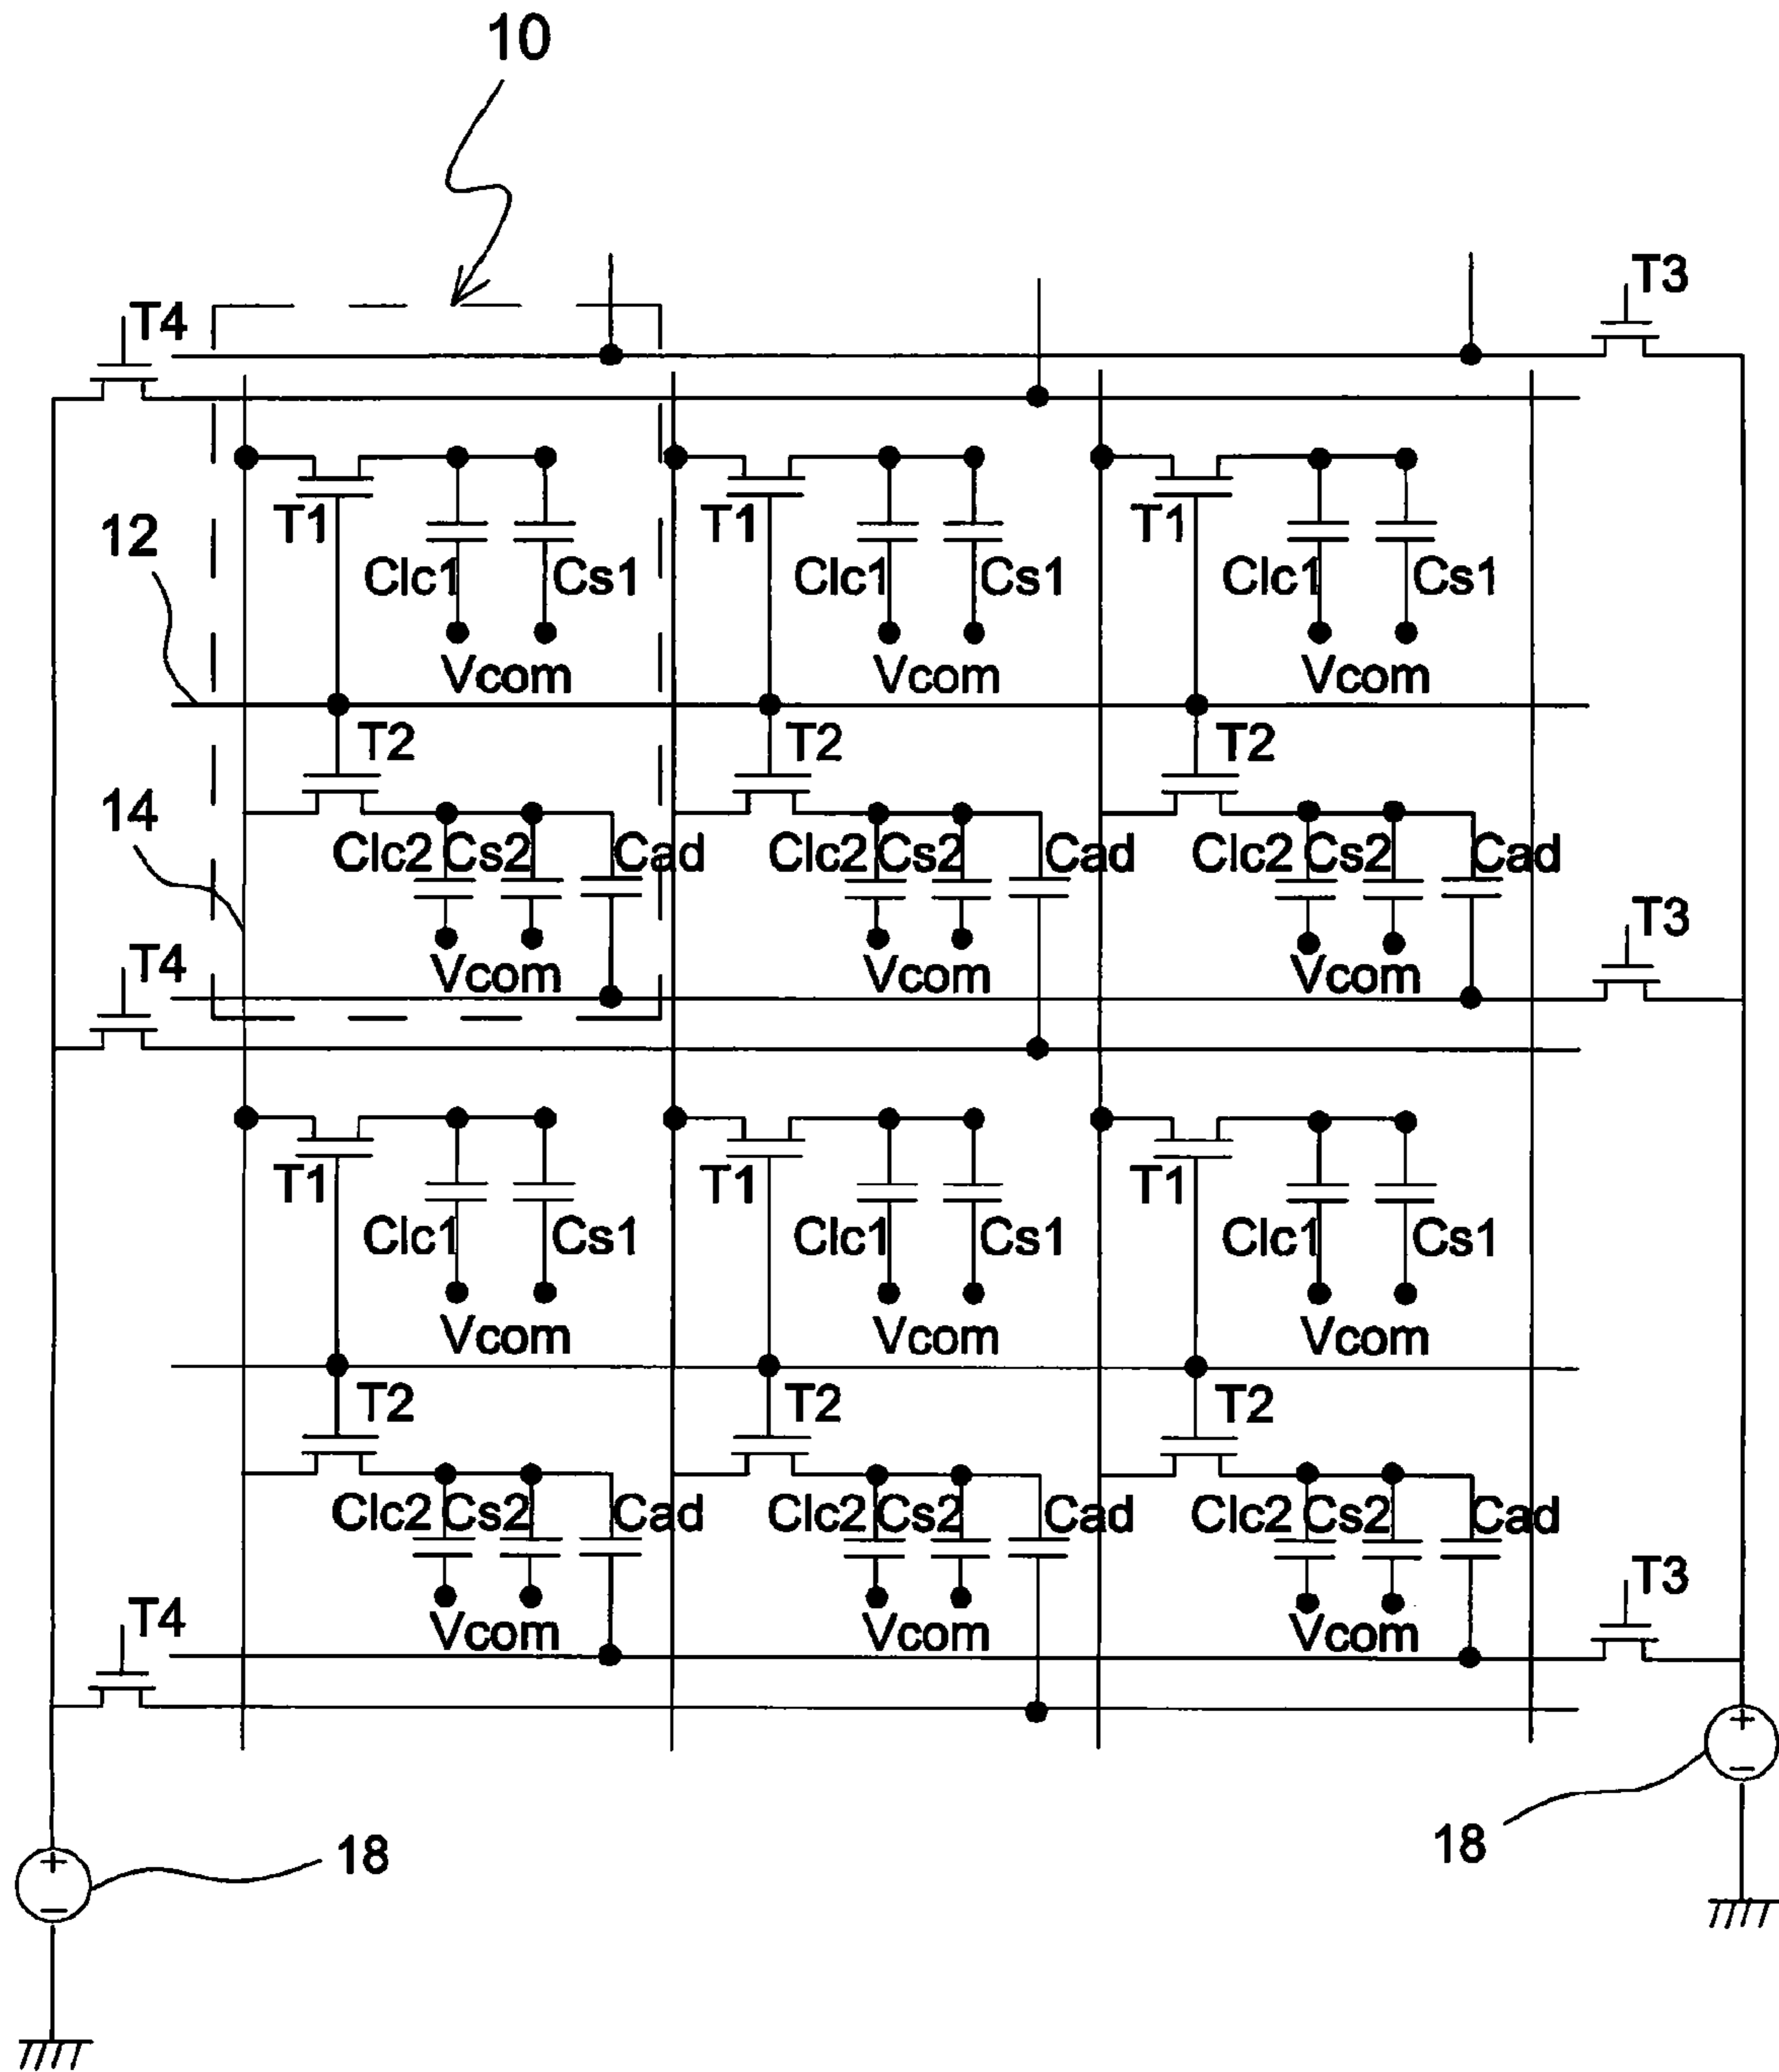 10
T3
T4
T1 T1 T1
12
Clc1 Cs1 Clc1 Cs1 Clc1 Cs1
Vcom Vcom Vcom
T2 T2 T2
14
Clc2 Cs2 Cad Clc2 Cs2 Cad Clc2 Cs2 Cad
T3
T4
Vcom Vcom Vcom
T1 T1 T1
Clc1 Cs1 Clc1 Cs1 Clc1 Cs1
Vcom Vcom Vcom
T2 T2 T2
Clc2 Cs2 Cad Clc2 Cs2 Cad Clc2 Cs2 Cad
T3
T4
Vcom Vcom Vcom
+
−
18
+
−
18